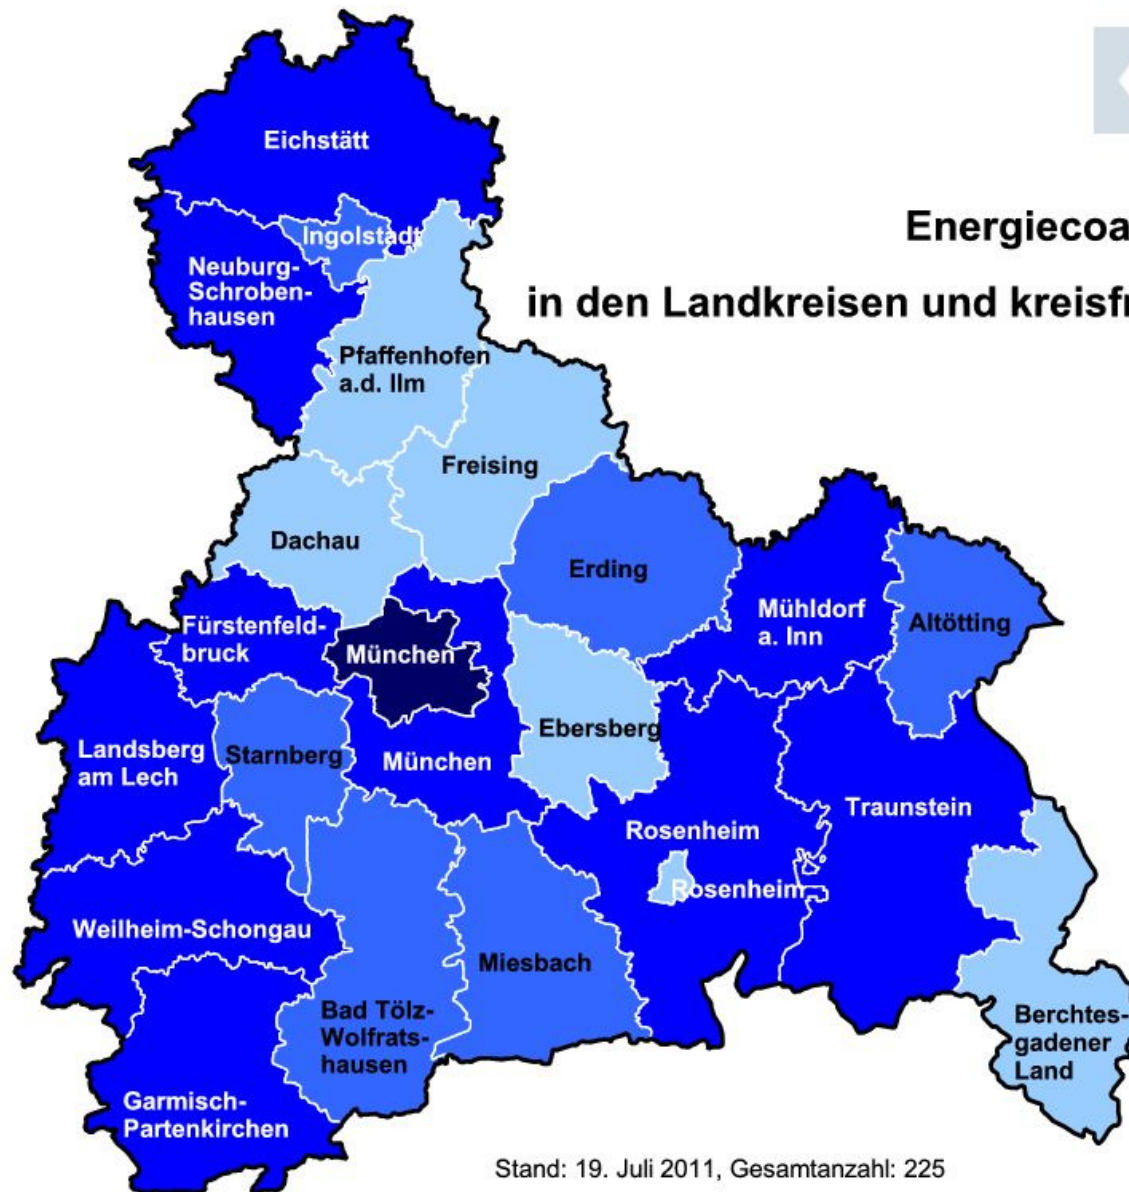 Energiecoa
in den Landkreisen und kreisfr
Eichstätt
Ingolstadt
Neuburg-
Schroben-
hausen
Pfaffenhofen
a.d. Ilm
Freising
Dachau
Erding
Mühldorf
a. Inn
Altötting
Fürstenfeld-
bruck
München
Ebersberg
Landsberg
am Lech
Starnberg
München
Traunstein
Rosenheim
Rosenheim
Weilheim-Schongau
Miesbach
Bad Tölz-
Wolfrats-
hausen
Berchtes-
gadener
Land
Garmisch-
Partenkirchen
Stand: 19. Juli 2011, Gesamtanzahl: 225